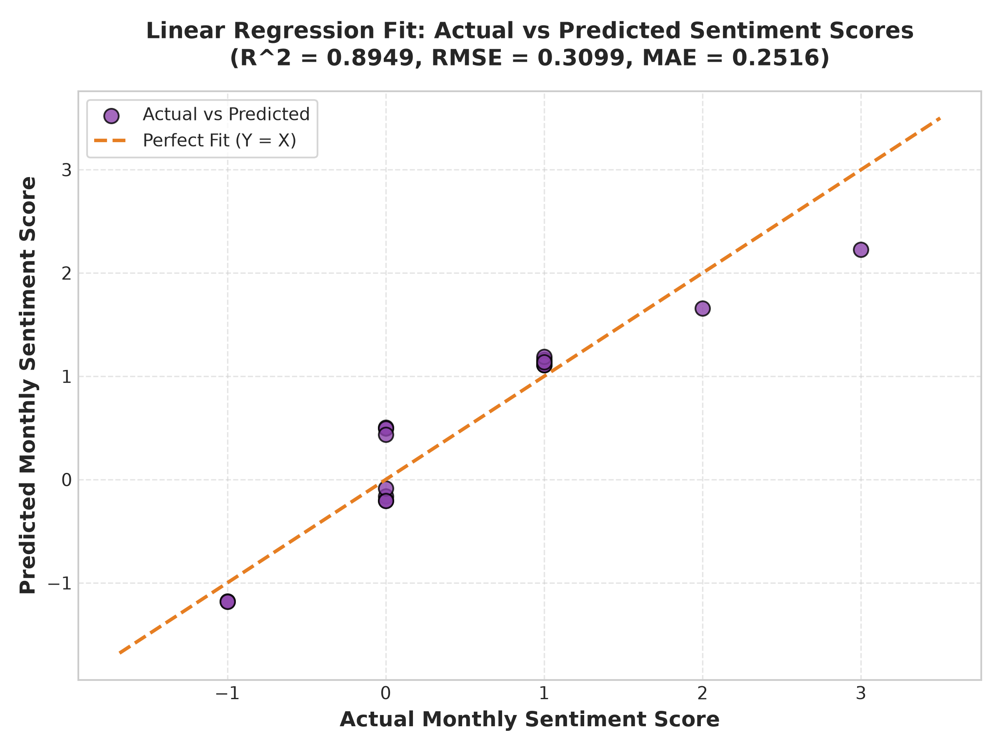 Linear Regression Fit: Actual vs Predicted Sentiment Scores
(R^2 = 0.8949, RMSE = 0.3099, MAE = 0.2516)
Actual vs Predicted
Perfect Fit (Y = X)
Predicted Monthly Sentiment Score
3
2
1
0
−1
−1
0
1
2
3
Actual Monthly Sentiment Score